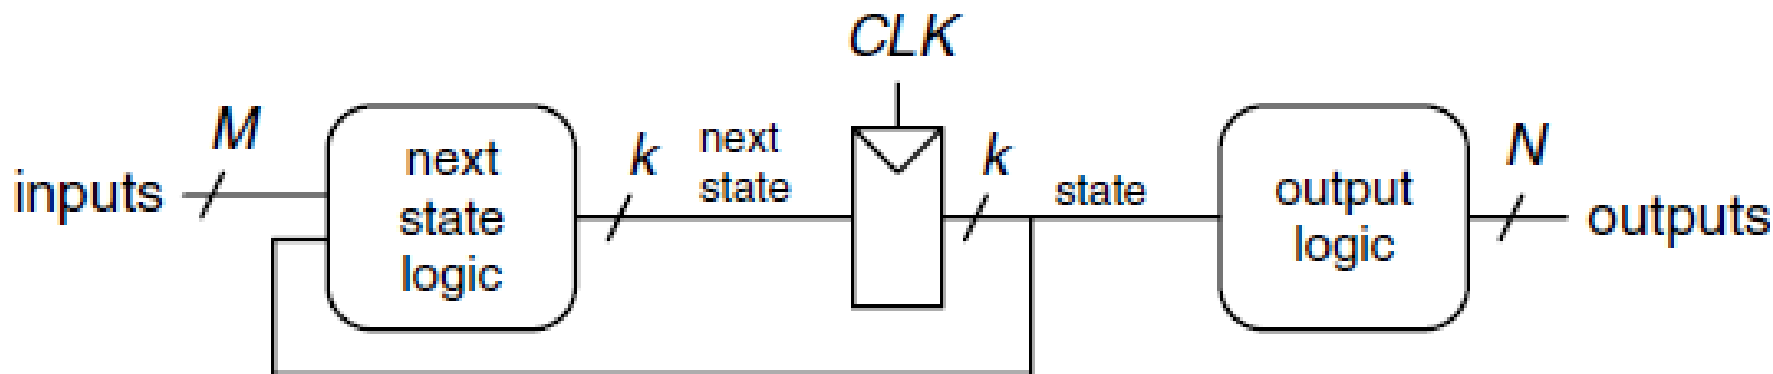 CLK
inputs
M
next
state
logic
k
next
state
k
state
output
logic
N
outputs